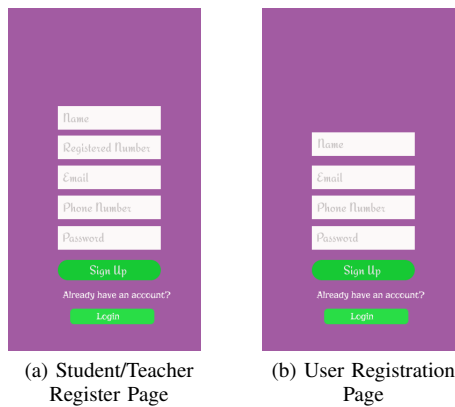 Name
Registered Number
Email
Phone Number
Password
Sign Up
Already have an account?
Login
(a) Student/Teacher
Register Page
Name
Email
Phone Number
Password
Sign Up
Already have an account?
Login
(b) User Registration
Page